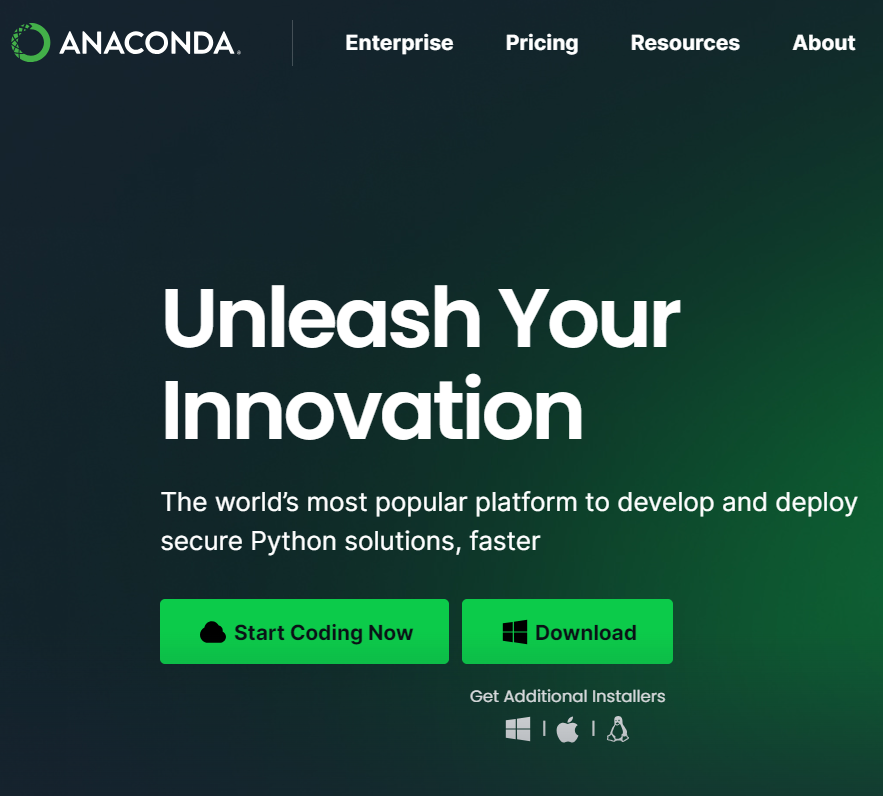 ANACONDA.
Enterprise Pricing Resources About
Unleash Your
Innovation
The world’s most popular platform to develop and deploy
secure Python solutions, faster
Start Coding Now Download
Get Additional Installers